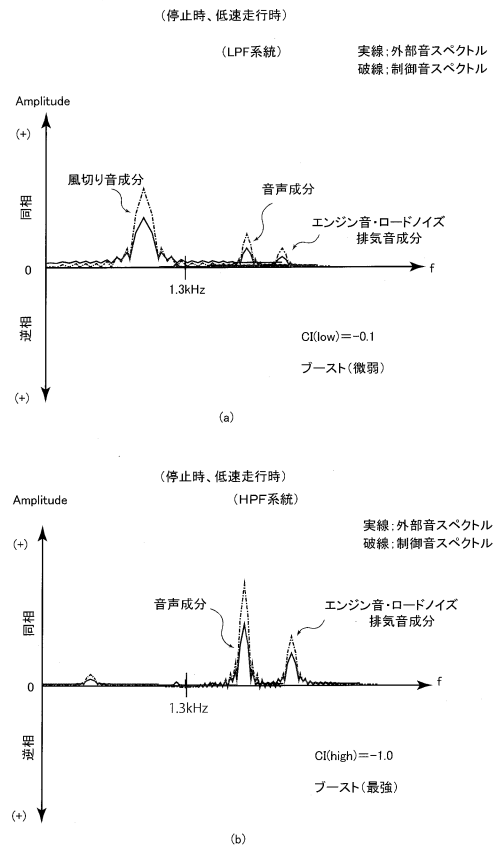 （停止時、低速走行時）
（LPF系統）
実線；外部音スペクトル
破線；制御音スペクトル
Amplitude
(+)
風切り音成分
音声成分
同相
エンジン音・ロードノイズ
排気音成分
0
f
1.3kHz
逆相
CI(low)=-0.1
ブースト（微弱）
(+)
(a)
（停止時、低速走行時）
Amplitude
（HPF系統）
実線；外部音スペクトル
破線；制御音スペクトル
(+)
音声成分
エンジン音・ロードノイズ
排気音成分
同相
0
f
1.3kHz
逆相
CI(high)=-1.0
ブースト（最強）
(+)
(b)